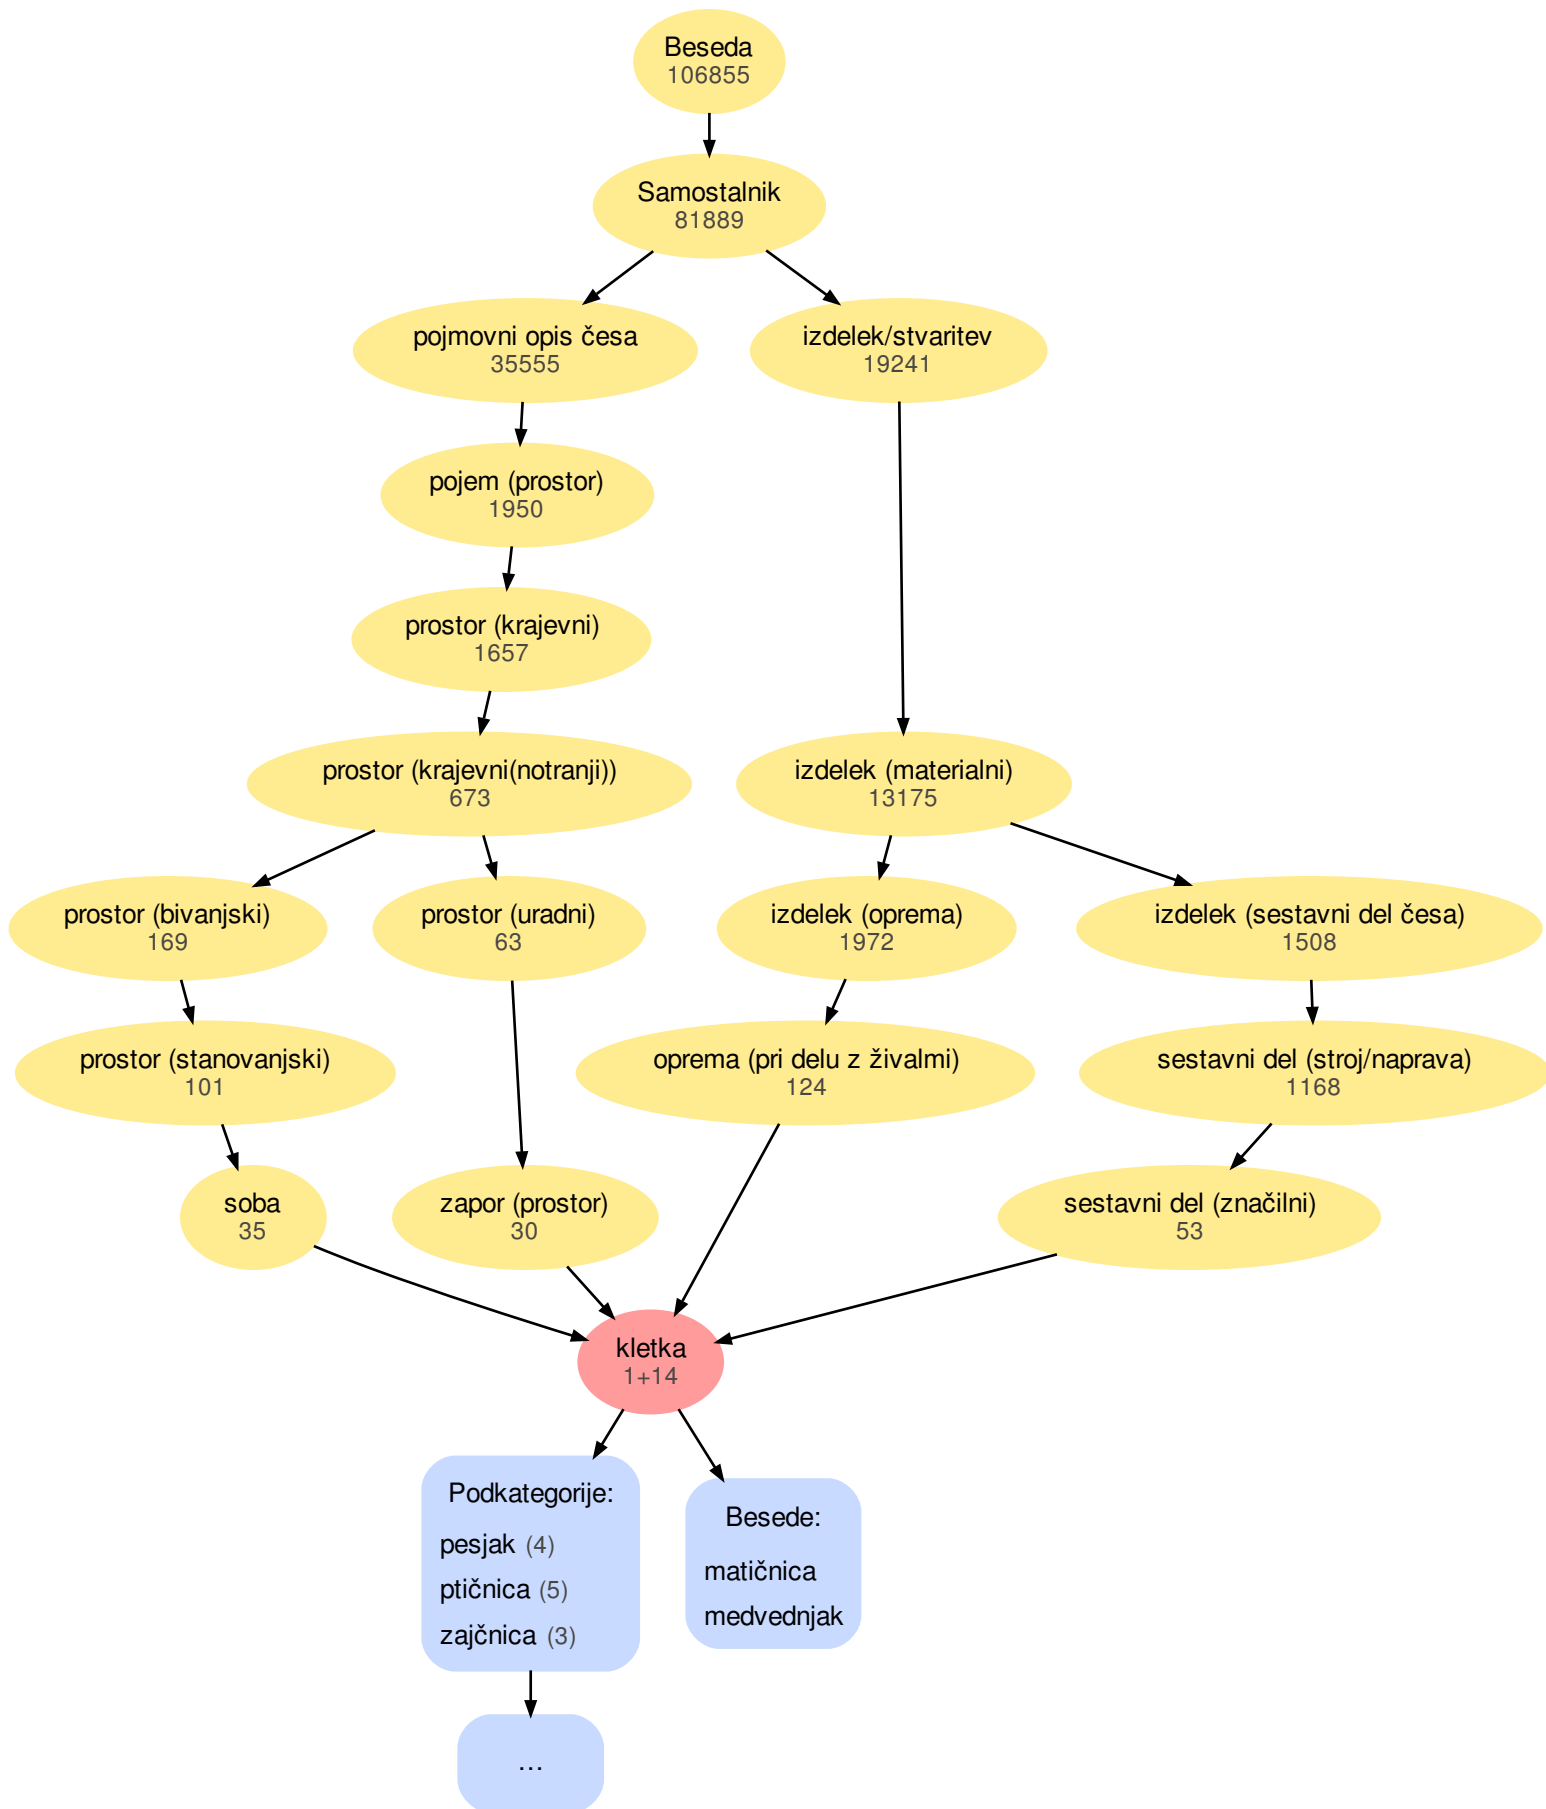 Beseda
106855
Samostalnik
81889
pojmovni opis česa
35555
izdelek/stvaritev
19241
pojem (prostor)
1950
prostor (krajevni)
1657
prostor (krajevni(notranji))
673
izdelek (materialni)
13175
prostor (bivanjski)
169
prostor (uradni)
63
izdelek (oprema)
1972
izdelek (sestavni del česa)
1508
prostor (stanovanjski)
101
oprema (pri delu z živalmi)
124
sestavni del (stroj/naprava)
1168
soba
35
zapor (prostor)
30
sestavni del (značilni)
53
kletka
1+14
Podkategorije:
pesjak (4)
ptičnica (5)
zajčnica (3)
Besede:
matičnica
medvednjak
...